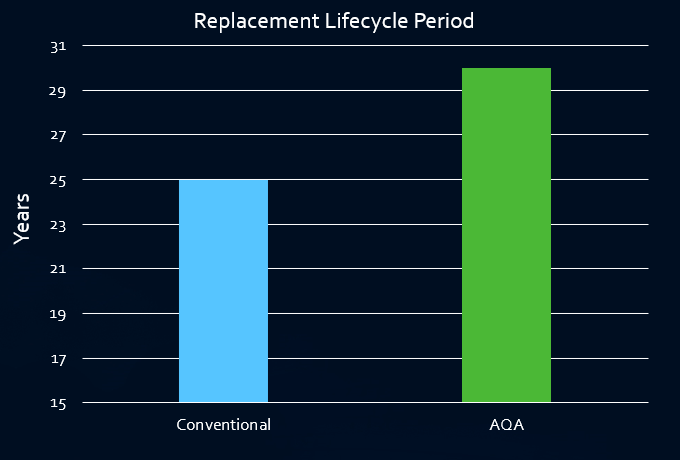 Replacement Lifecycle Period
31
29
27
25
23
21
19
17
15
Years
Conventional
AQA